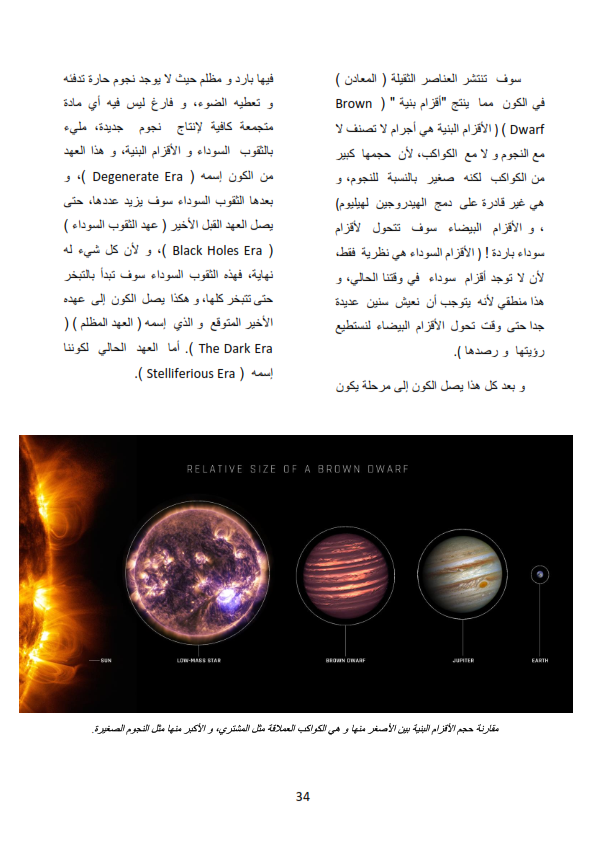 سوف تنتشر العناصر الثقيلة ( المعادن )
في الكون مما ينتج "أقزام بنية " ( Brown
Dwarf ) ( الأقزام البنية هي أجرام لا تصنف لا
مع النجوم و لا مع الكواكب، لأن حجمها كبير
من الكواكب لكنه صغير بالنسبة للنجوم، و
هي غير قادرة على دمج الهيدروجين لهيليوم)
، و الأقزام البيضاء سوف تتحول لأقزام
سوداء باردة ! ( الأقزام السوداء هي نظرية فقط،
لأن لا توجد أقزام سوداء في وقتنا الحالي، و
هذا منطقي لأنه يتوجب أن نعيش سنين عديدة
جدا حتى وقت تحول الأقزام البيضاء لنستطيع
رؤيتها و رصدها ).
و بعد كل هذا يصل الكون إلى مرحلة يكون
فيها بارد و مظلم حيث لا يوجد نجوم حارة تدفئه
و تعطيه الضوء، و فارغ ليس فيه أي مادة
متجمعة كافية لإنتاج نجوم جديدة، مليء
بالثقوب السوداء و الأقزام البنية، و هذا العهد
من الكون إسمه ( Degenerate Era )، و
بعدها الثقوب السوداء سوف يزيد عددها، حتى
يصل العهد القبل الأخير ( عهد الثقوب السوداء )
( Black Holes Era )، و لأن كل شيء له
نهاية، فهذه الثقوب السوداء سوف تبدأ بالتبخر
حتى تتبخر كلها، و هكذا يصل الكون إلى عهده
الأخير المتوقع و الذي إسمه ( العهد المظلم ) (
The Dark Era ). أما العهد الحالي لكوننا
إسمه ( Stelliferious Era ).
RELATIVE SIZE OF A BROWN DWARF
SUN
LOW-MASS STAR
BROWN DWARF
JUPITER
EARTH
مقارنة حجم الأقزام البنية بين الأصغر منها و هي الكواكب العملاقة مثل المشتري، و الأكبر منها مثل النجوم الصغيرة.
34